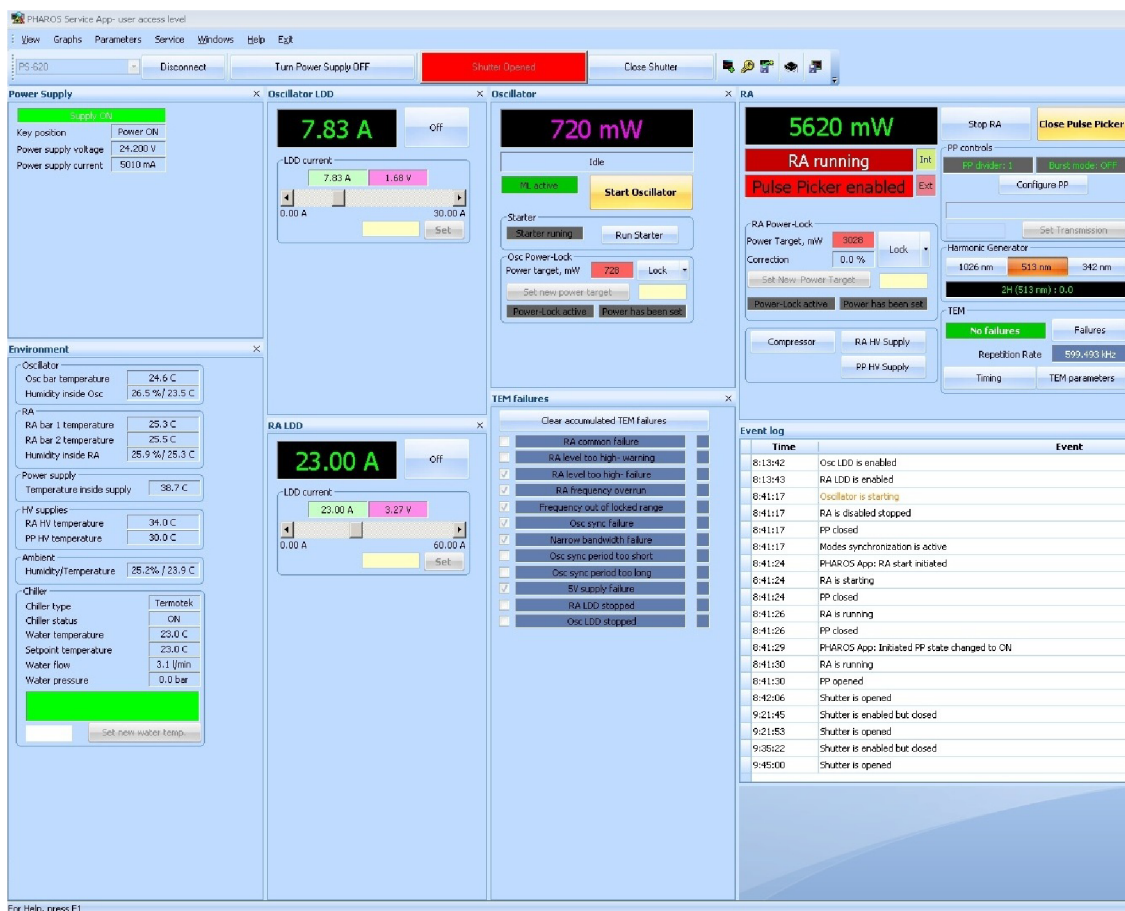 PHAROS Service App- user access level
View Graphs Parameters Service Windows Help Exit
PS-620 Disconnect Turn Power Supply OFF Shutter Opened Close Shutter
Power Supply
Supply ON
Key position Power ON
Power supply voltage 24.200 V
Power supply current 5010 mA
Environment
Oscillator
Osc bar temperature 24.6 C
Humidity inside Osc 26.5 %/ 23.5 C
RA
RA bar 1 temperature 25.3 C
RA bar 2 temperature 25.5 C
Humidity inside RA 25.9 %/ 25.3 C
Power supply
Temperature inside supply 38.7 C
HV supplies
RA HV temperature 34.0 C
PP HV temperature 30.0 C
Ambient
Humidity/Temperature 25.2% / 23.9 C
Chiller
Chiller type Termotek
Chiller status ON
Water temperature 23.0 C
Setpoint temperature 23.0 C
Water flow 3.1 l/min
Water pressure 0.0 bar
Set new water temp.
Oscillator LDD
7.83 A Off
LDD current
7.83 A 1.68 V
0.00 A 30.00 A
Set
RA LDD
23.00 A Off
LDD current
23.00 A 3.27 V
0.00 A 60.00 A
Set
Oscillator
720 mW
Idle
ML active Start Oscillator
Starter
Starter runing Run Starter
Osc Power-Lock
Power target, mW 728 Lock
Set new power target
Power-Lock active Power has been set
TEM failures
Clear accumulated TEM failures
RA common failure
RA level too high- warning
RA level too high- failure
RA frequency overrun
Frequency out of locked range
Osc sync failure
Narrow bandwidth failure
Osc sync period too short
Osc sync period too long
5V supply failure
RA LDD stopped
Osc LDD stopped
RA
5620 mW Stop RA Close Pulse Picker
RA running Int
Pulse Picker enabled Ext
PP controls
PP divider: 1 Burst mode: OFF
Configure PP
Set Transmission
RA Power-Lock
Power Target, mW 3028 Lock
Correction 0.0 %
Set New Power Target
Power-Lock active Power has been set
Harmonic Generator
1026 nm 513 nm 342 nm
2H (513 nm) : 0.0
TEM
No failures Failures
Repetition Rate 599.493 kHz
Timing TEM parameters
Compressor RA HV Supply
PP HV Supply
Event log
Time Event
8:13:42 Osc LDD is enabled
8:13:43 RA LDD is enabled
8:41:17 Oscillator is starting
8:41:17 RA is disabled stopped
8:41:17 PP closed
8:41:17 Modes synchronization is active
8:41:24 PHAROS App: RA start initiated
8:41:24 RA is starting
8:41:24 PP closed
8:41:26 RA is running
8:41:26 PP closed
8:41:29 PHAROS App: Initiated PP state changed to ON
8:41:30 RA is running
8:41:30 PP opened
8:42:06 Shutter is opened
9:21:45 Shutter is enabled but closed
9:21:53 Shutter is opened
9:35:22 Shutter is enabled but closed
9:45:00 Shutter is opened
For Help, press F1